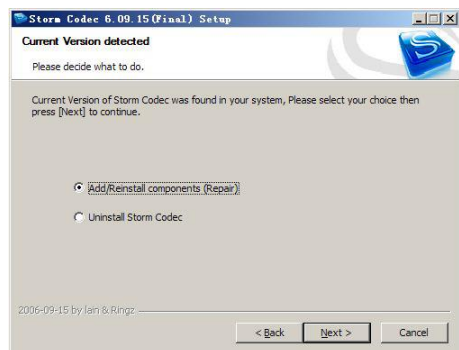 Storm Codec 6.09.15(Final) Setup
Current Version detected
Please decide what to do.
Current Version of Storm Codec was found in your system, Please select your choice then
press [Next] to continue.
Add/Reinstall components (Repair)
Uninstall Storm Codec
2006-09-15 by lain & Ringz
< Back
Next >
Cancel